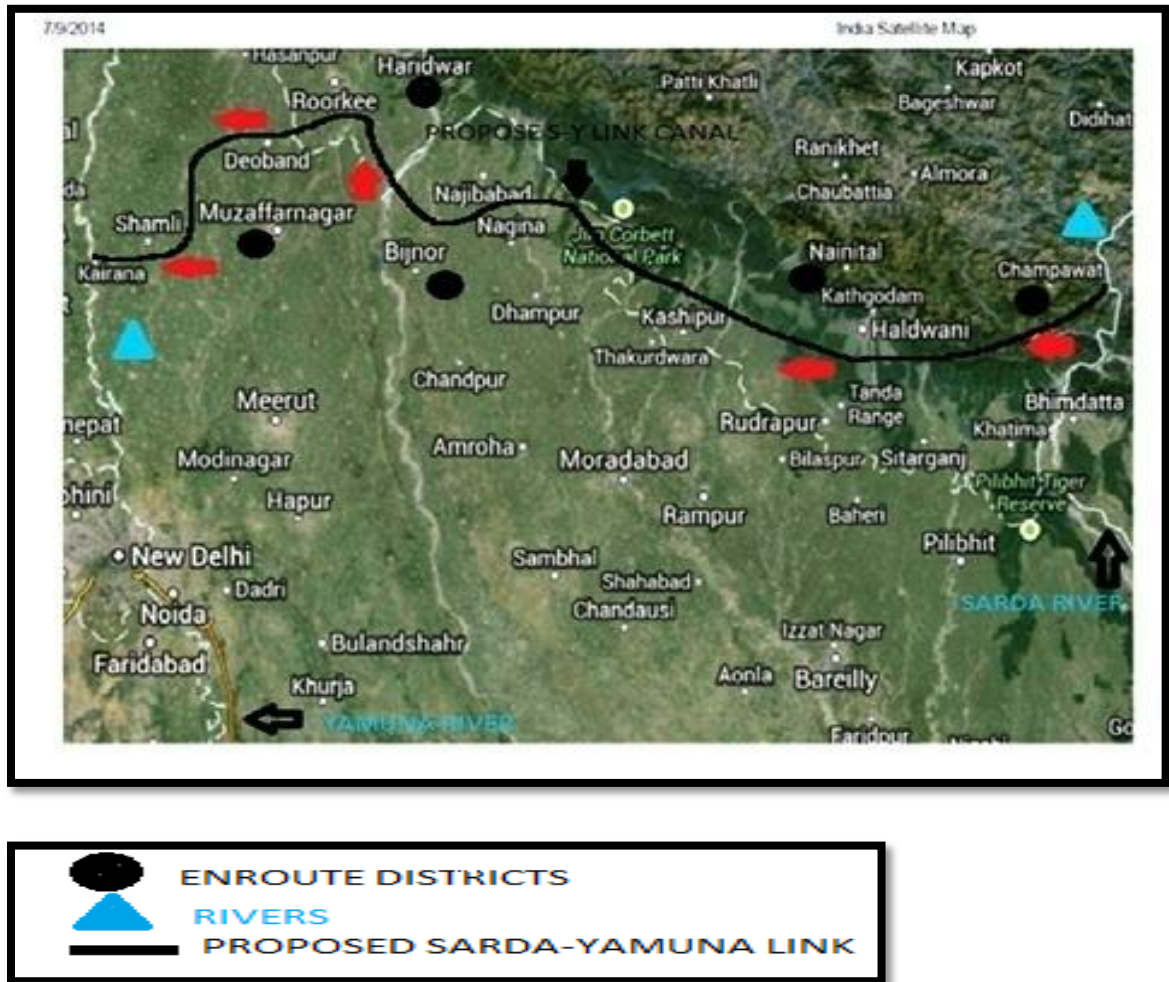 7/9/2014
India Satellite Map
Hasanpur
Haridwar
Patti Khatli
Kapkot
Roorkee
Bageshwar
Didihat
PROPOSE S-Y LINK CANAL
Ranikhet
Deoband
Almora
Najibabad
Chaubattia
Shamli
Muzaffarnagar
Nagina
Jim Corbett
National Park
Bijnor
Nainital
Champawat
Kairana
Kathgodam
Dhampur
Kashipur
Haldwani
Thakurdwara
Chandpur
Meerut
Tanda
Range
Bhimdatta
nepat
Rudrapur
Khatima
Amroha
Moradabad
Modinagar
Bilaspur
Sitarganj
Pilibhit Tiger
Reserve
hini
Hapur
Rampur
Baheri
Pilibhit
New Delhi
Sambhal
Dadri
Shahabad
SARDA RIVER
Noida
Chandausi
Izzat Nagar
Bulandshahr
Faridabad
Aonla
Bareilly
Khurja
YAMUNA RIVER
Faridpur
Go
ENROUTE DISTRICTS
RIVERS
PROPOSED SARDA-YAMUNA LINK